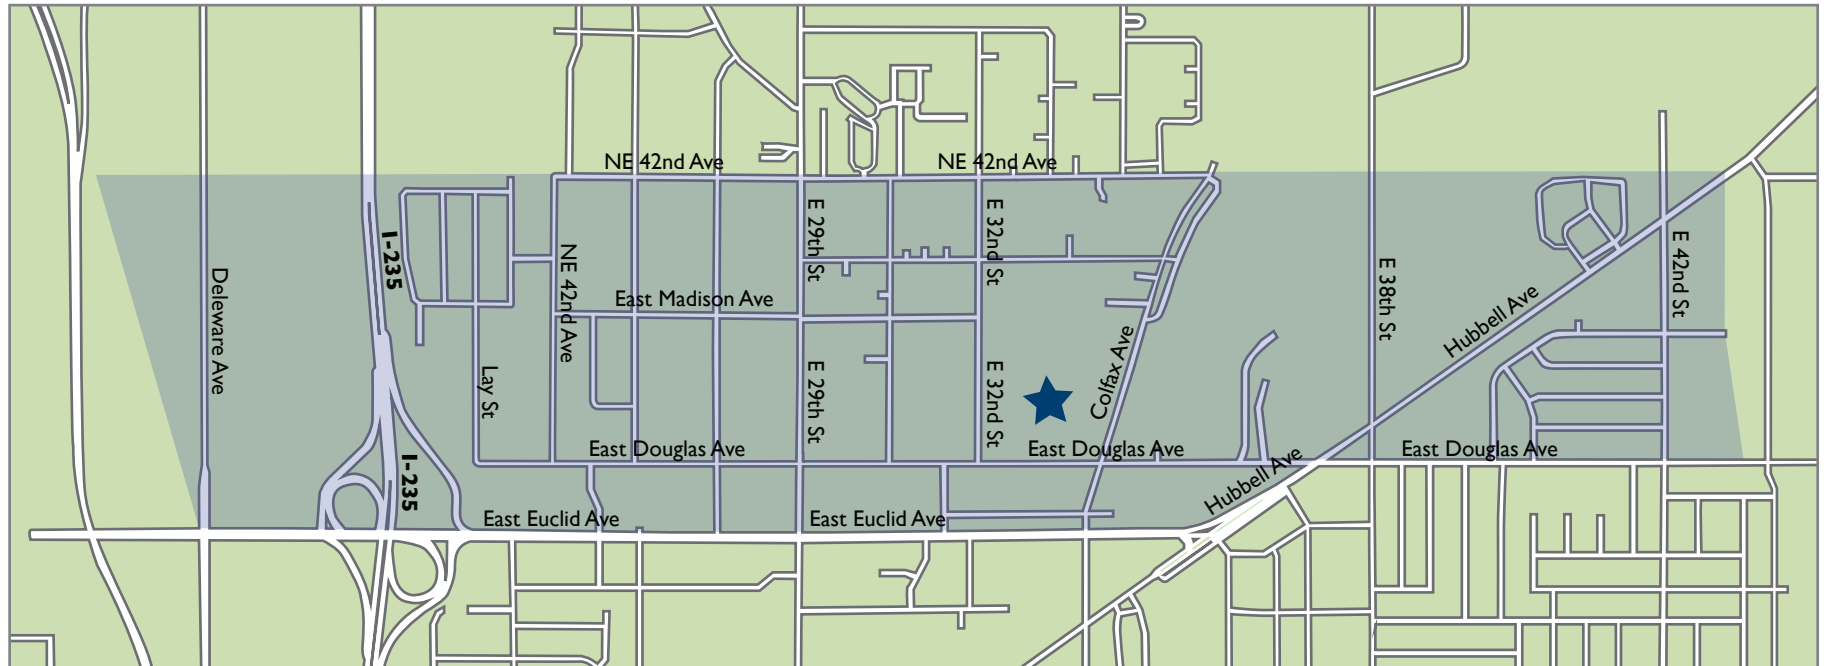 NE 42nd Ave
NE 42nd Ave
E 29th St
E 32nd St
I-235
Deleware Ave
NE 42nd Ave
E 38th St
E 42nd St
East Madison Ave
Hubbell Ave
Lay St
E 29th St
E 32nd St
Colfax Ave
East Douglas Ave
East Douglas Ave
East Douglas Ave
I-235
Hubbell Ave
East Euclid Ave
East Euclid Ave